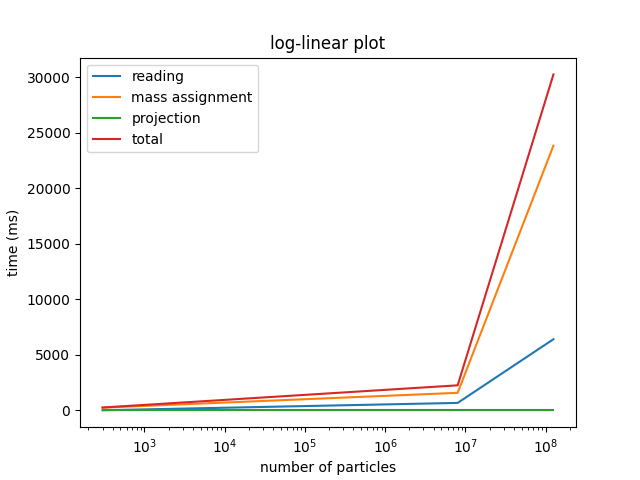 log-linear plot
reading
mass assignment
projection
total
30000
25000
20000
15000
10000
5000
0
time (ms)
10³
10⁴
10⁵
10⁶
10⁷
10⁸
number of particles